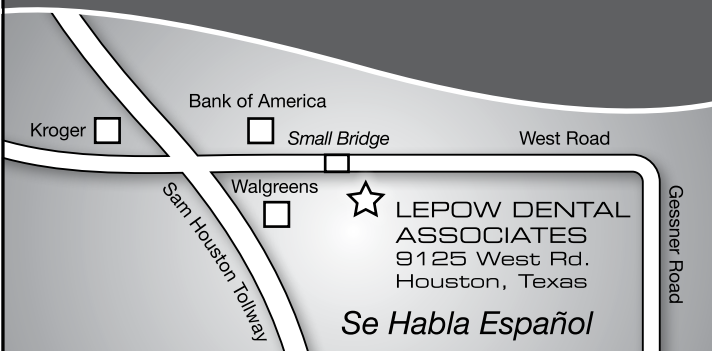 Bank of America
Kroger
Small Bridge
West Road
Walgreens
Sam Houston Tollway
Gessner Road
LEPOW DENTAL
ASSOCIATES
9125 West Rd.
Houston, Texas
Se Habla Español